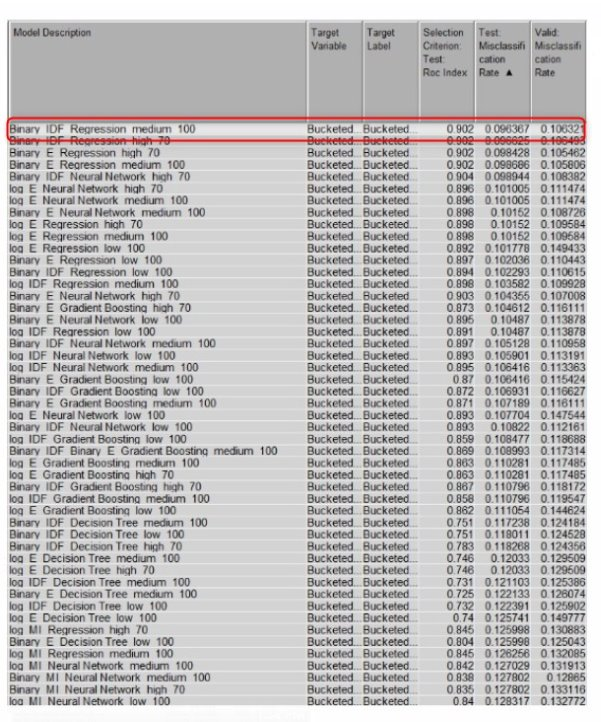 Model Description Target Variable Target Label Selection Criterion: Test: Roc Index Test: Misclassifi cation Rate ▲ Valid: Misclassifi cation Rate
Binary IDF Regression medium 100 Bucketed... Bucketed... 0.902 0.096367 0.106321
Binary IDF Regression high 70 Bucketed... Bucketed... 0.902 0.106493
Binary E Regression high 70 Bucketed... Bucketed... 0.902 0.098428 0.105462
Binary E Regression medium 100 Bucketed... Bucketed... 0.902 0.098686 0.105806
Binary IDF Neural Network high 70 Bucketed... Bucketed... 0.904 0.098944 0.108382
log E Neural Network high 70 Bucketed... Bucketed... 0.896 0.101005 0.111474
log E Neural Network medium 100 Bucketed... Bucketed... 0.896 0.101005 0.111474
Binary E Neural Network medium 100 Bucketed... Bucketed... 0.898 0.10152 0.108726
log E Regression high 70 Bucketed... Bucketed... 0.898 0.10152 0.109584
log E Regression medium 100 Bucketed... Bucketed... 0.898 0.10152 0.109584
log E Regression low 100 Bucketed... Bucketed... 0.892 0.101778 0.149433
Binary E Regression low 100 Bucketed... Bucketed... 0.897 0.102036 0.110443
Binary IDF Regression low 100 Bucketed... Bucketed... 0.894 0.102293 0.110615
log IDF Regression medium 100 Bucketed... Bucketed... 0.898 0.103582 0.109928
Binary E Neural Network high 70 Bucketed... Bucketed... 0.903 0.104355 0.107008
Binary E Gradient Boosting high 70 Bucketed... Bucketed... 0.873 0.104612 0.116111
Binary E Neural Network low 100 Bucketed... Bucketed... 0.895 0.10487 0.113878
log IDF Regression low 100 Bucketed... Bucketed... 0.891 0.10487 0.113878
Binary IDF Neural Network medium 100 Bucketed... Bucketed... 0.897 0.105128 0.110958
log IDF Neural Network low 100 Bucketed... Bucketed... 0.893 0.105901 0.113191
log IDF Neural Network medium 100 Bucketed... Bucketed... 0.895 0.106416 0.113363
Binary E Gradient Boosting low 100 Bucketed... Bucketed... 0.87 0.106416 0.115424
Binary IDF Gradient Boosting low 100 Bucketed... Bucketed... 0.872 0.106931 0.116627
Binary E Gradient Boosting medium 100 Bucketed... Bucketed... 0.871 0.107189 0.116111
log E Neural Network low 100 Bucketed... Bucketed... 0.893 0.107704 0.147544
Binary IDF Neural Network low 100 Bucketed... Bucketed... 0.893 0.10822 0.112161
log IDF Gradient Boosting low 100 Bucketed... Bucketed... 0.859 0.108477 0.118688
Binary IDF Binary E Gradient Boosting medium 100 Bucketed... Bucketed... 0.869 0.108993 0.117314
log E Gradient Boosting medium 100 Bucketed... Bucketed... 0.863 0.110281 0.117485
log E Gradient Boosting high 70 Bucketed... Bucketed... 0.863 0.110281 0.117485
Binary IDF Gradient Boosting high 70 Bucketed... Bucketed... 0.867 0.110796 0.118172
log IDF Gradient Boosting medium 100 Bucketed... Bucketed... 0.858 0.110796 0.119547
log E Gradient Boosting low 100 Bucketed... Bucketed... 0.862 0.111054 0.144624
Binary IDF Decision Tree medium 100 Bucketed... Bucketed... 0.751 0.117238 0.124184
Binary IDF Decision Tree low 100 Bucketed... Bucketed... 0.751 0.118011 0.124528
Binary IDF Decision Tree high 70 Bucketed... Bucketed... 0.783 0.118268 0.124356
log E Decision Tree medium 100 Bucketed... Bucketed... 0.746 0.12033 0.129509
log E Decision Tree high 70 Bucketed... Bucketed... 0.746 0.12033 0.129509
log IDF Decision Tree medium 100 Bucketed... Bucketed... 0.731 0.121103 0.125386
Binary E Decision Tree medium 100 Bucketed... Bucketed... 0.725 0.122133 0.126074
log IDF Decision Tree low 100 Bucketed... Bucketed... 0.732 0.122391 0.125902
log E Decision Tree low 100 Bucketed... Bucketed... 0.74 0.125741 0.149777
log MI Regression high 70 Bucketed... Bucketed... 0.845 0.125998 0.130883
Binary E Decision Tree low 100 Bucketed... Bucketed... 0.804 0.125998 0.125043
log MI Regression medium 100 Bucketed... Bucketed... 0.845 0.126256 0.132085
log MI Neural Network medium 100 Bucketed... Bucketed... 0.842 0.127029 0.131913
Binary MI Neural Network medium 100 Bucketed... Bucketed... 0.838 0.127802 0.12865
Binary MI Neural Network high 70 Bucketed... Bucketed... 0.835 0.127802 0.133116
log MI Neural Network low 100 Bucketed... Bucketed... 0.84 0.128317 0.132772